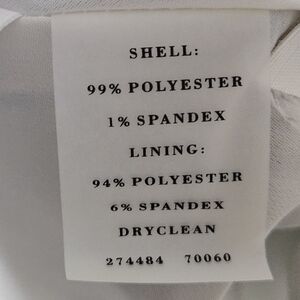 SHELL:
99% POLYESTER
1% SPANDEX
LINING:
94% POLYESTER
6% SPANDEX
DRYCLEAN
274484 70060